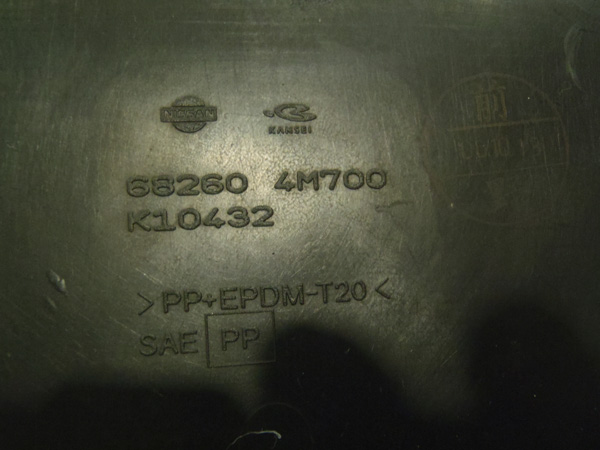 NISSAN
KANSEI
68260 4M700
K10432
>PP+EPDM-T20<
SAE PP